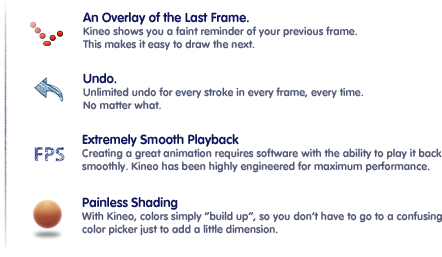 An Overlay of the Last Frame.
Kineo shows you a faint reminder of your previous frame.
This makes it easy to draw the next.
Undo.
Unlimited undo for every stroke in every frame, every time.
No matter what.
FPS
Extremely Smooth Playback
Creating a great animation requires software with the ability to play it back
smoothly. Kineo has been highly engineered for maximum performance.
Painless Shading
With Kineo, colors simply “build up”, so you don’t have to go to a confusing
color picker just to add a little dimension.